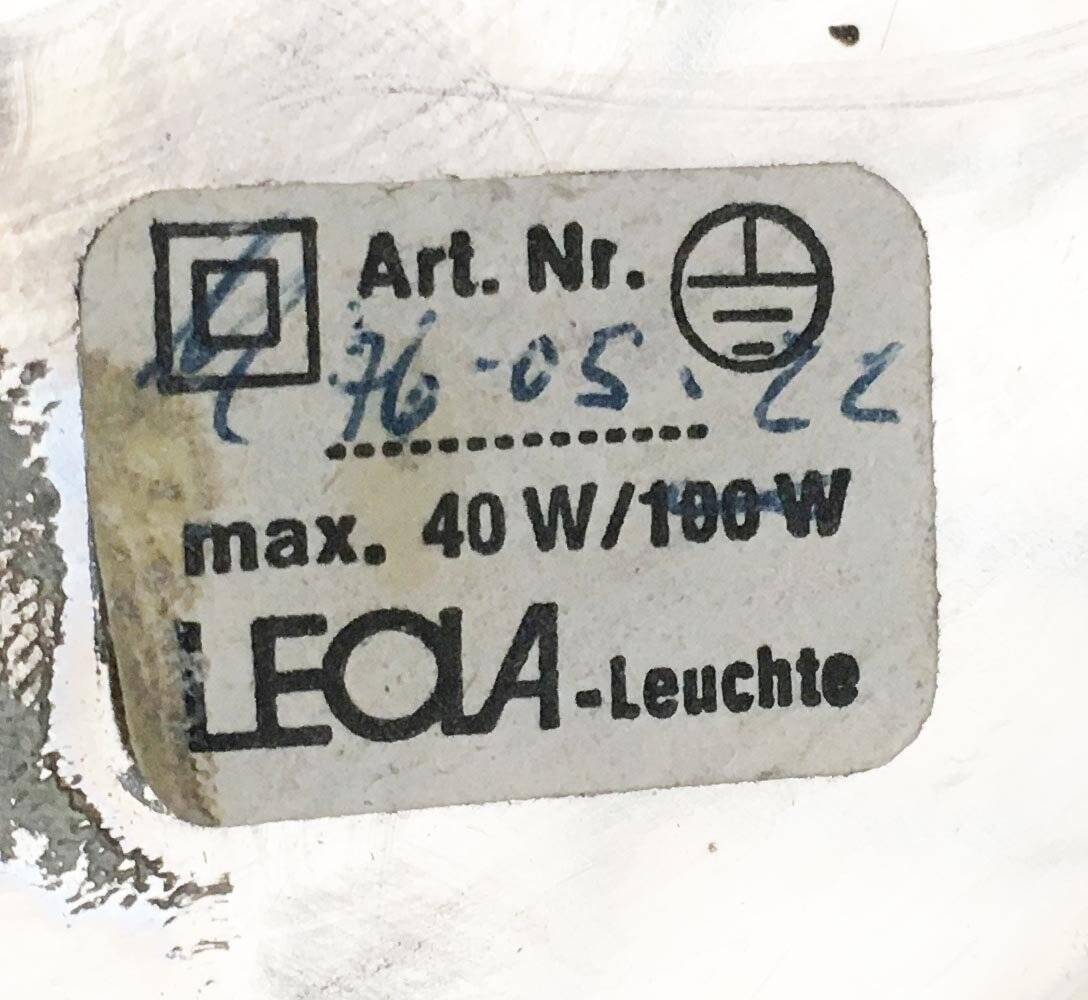 Art. Nr.
76-05.22
max. 40 W/100 W
LEOLA-Leuchte